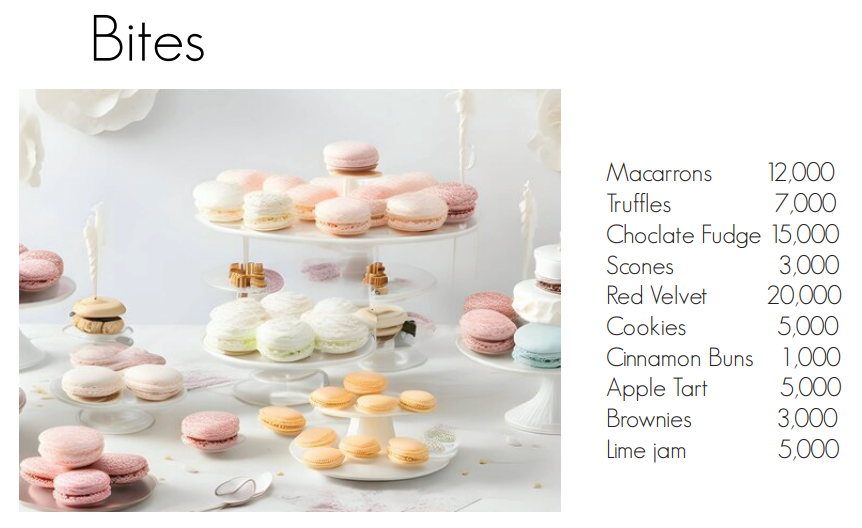 Bites
Macarrons 12,000
Truffles 7,000
Choclate Fudge 15,000
Scones 3,000
Red Velvet 20,000
Cookies 5,000
Cinnamon Buns 1,000
Apple Tart 5,000
Brownies 3,000
Lime jam 5,000